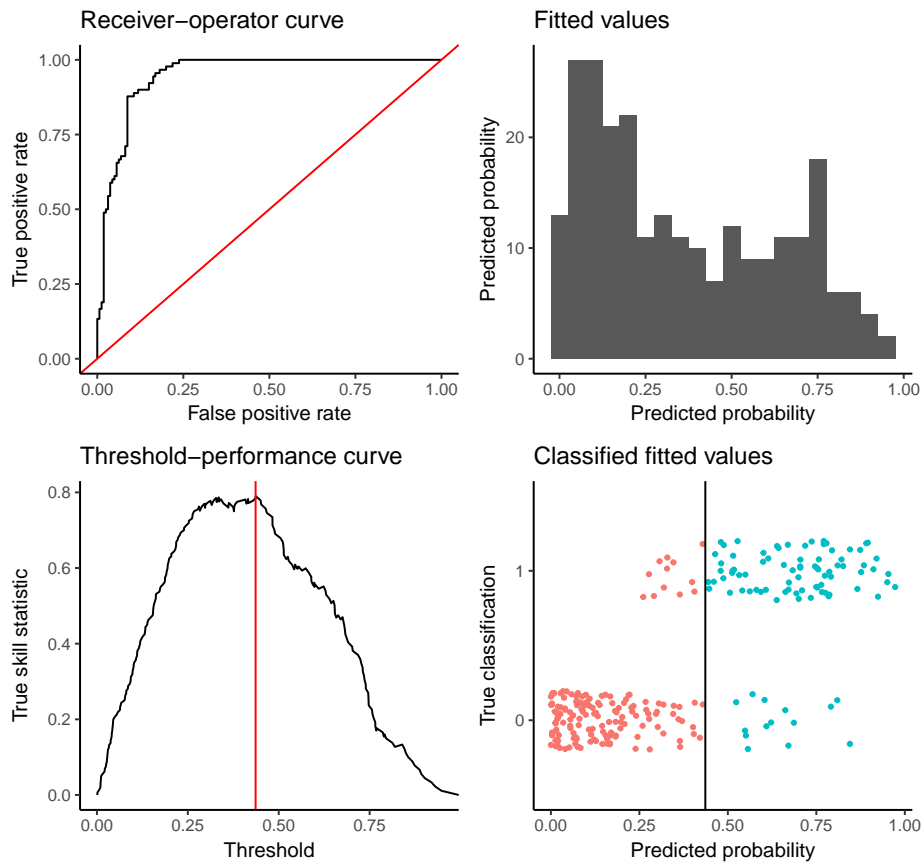 Receiver−operator curve
True positive rate
1.00
0.75
0.50
0.25
0.00
0.00 0.25 0.50 0.75 1.00
False positive rate
Fitted values
Predicted probability
20
10
0
0.00 0.25 0.50 0.75 1.00
Predicted probability
Threshold−performance curve
True skill statistic
0.8
0.6
0.4
0.2
0.0
0.00 0.25 0.50 0.75
Threshold
Classified fitted values
True classification
1
0
0.00 0.25 0.50 0.75 1.00
Predicted probability